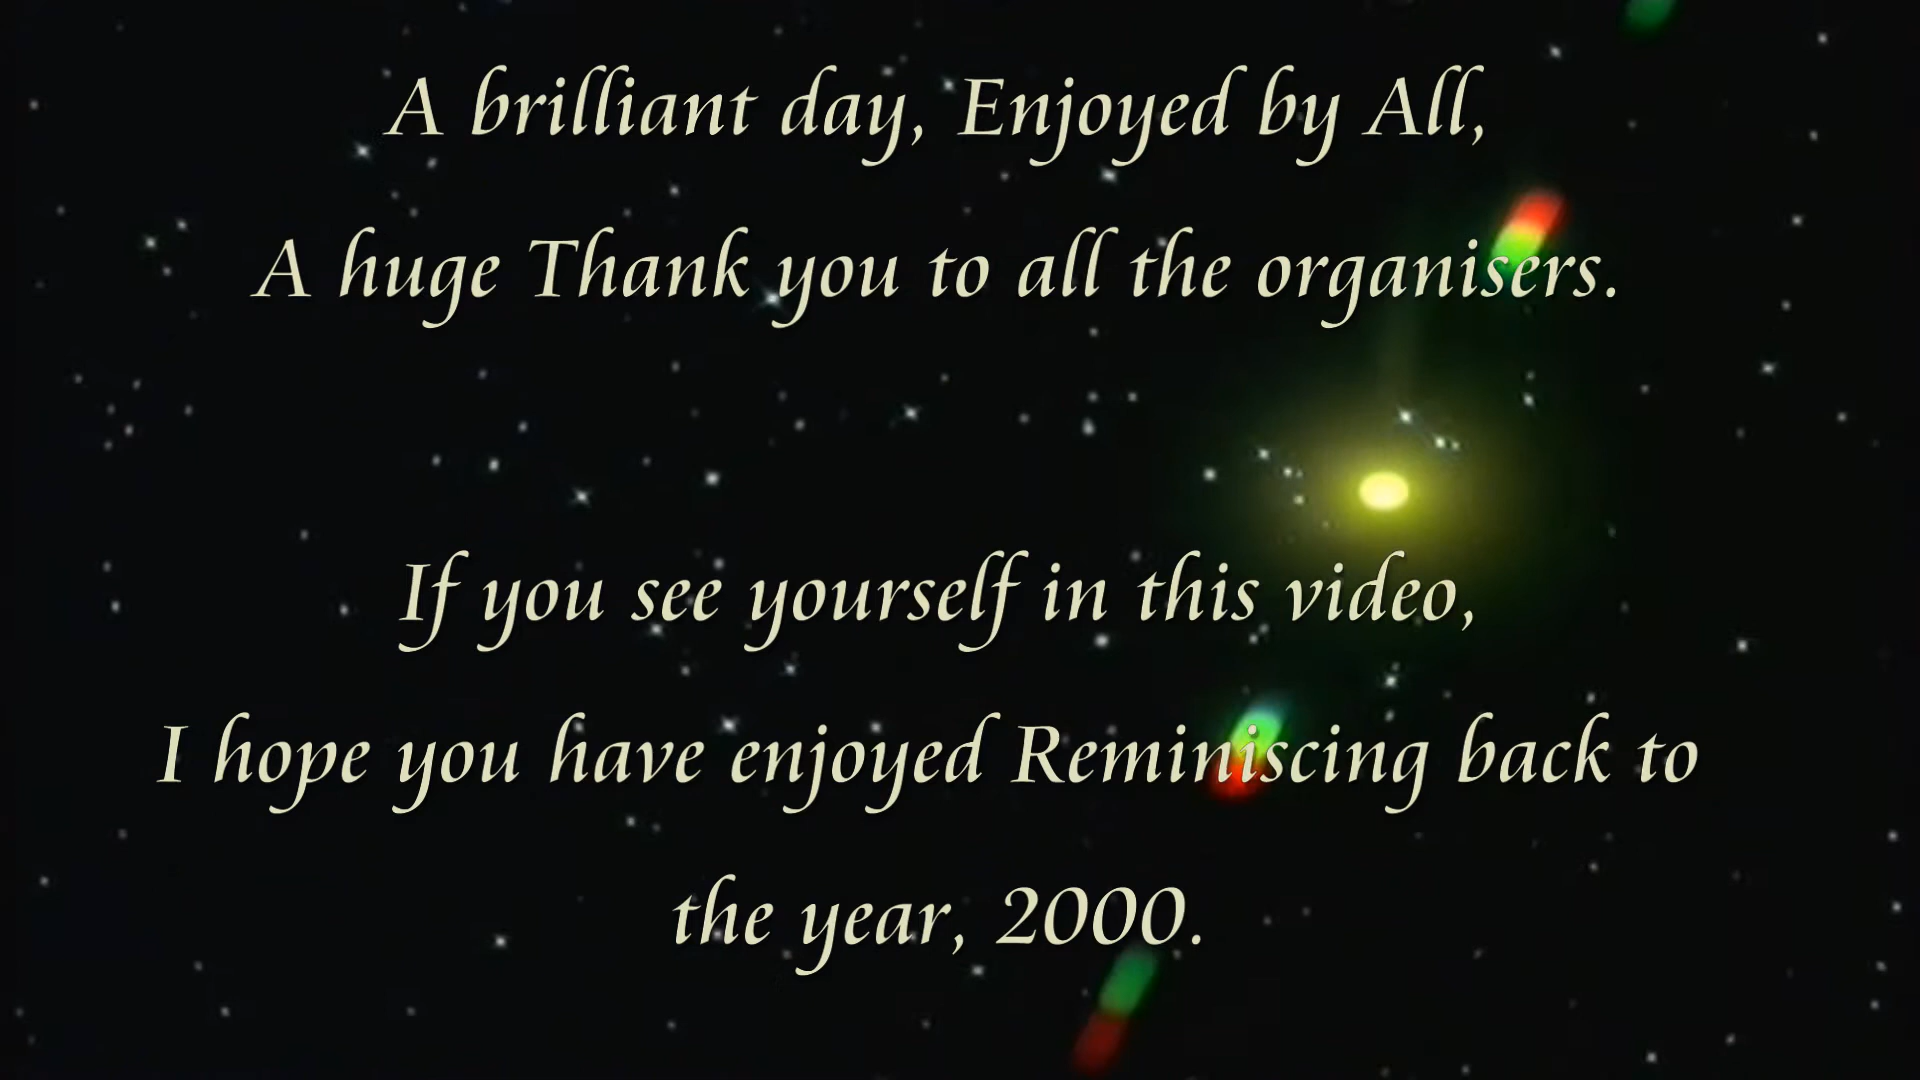 A brilliant day, Enjoyed by All,
A huge Thank you to all the organisers.
If you see yourself in this video,
I hope you have enjoyed Reminiscing back to
the year, 2000.